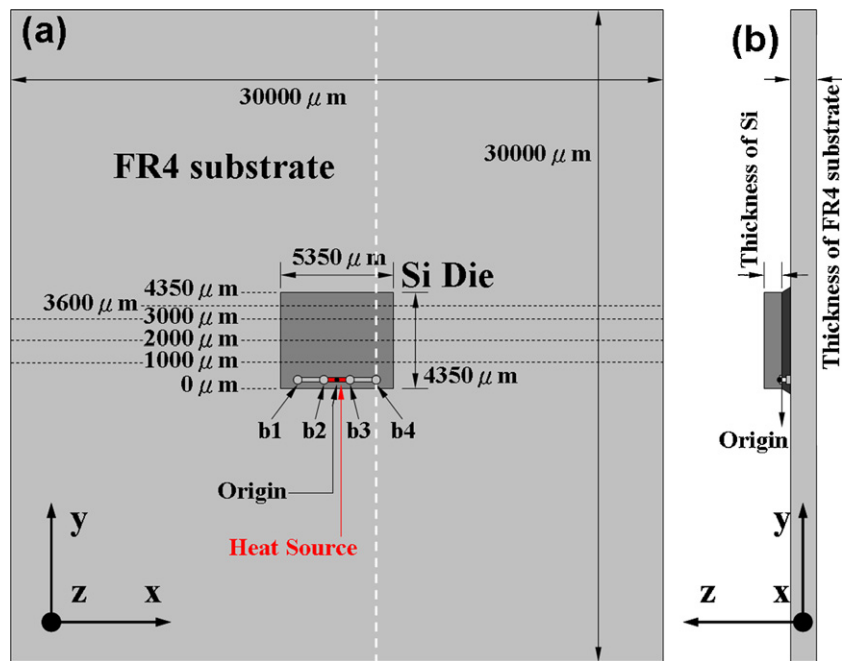 (a)
(b)
30000 μm
30000 μm
FR4 substrate
Thickness of Si
Thickness of FR4 substrate
5350 μm
Si Die
4350 μm
3600 μm
3000 μm
2000 μm
1000 μm
0 μm
4350 μm
b1
b2
b3
b4
Origin
Heat Source
Origin
y
z
x
y
z
x